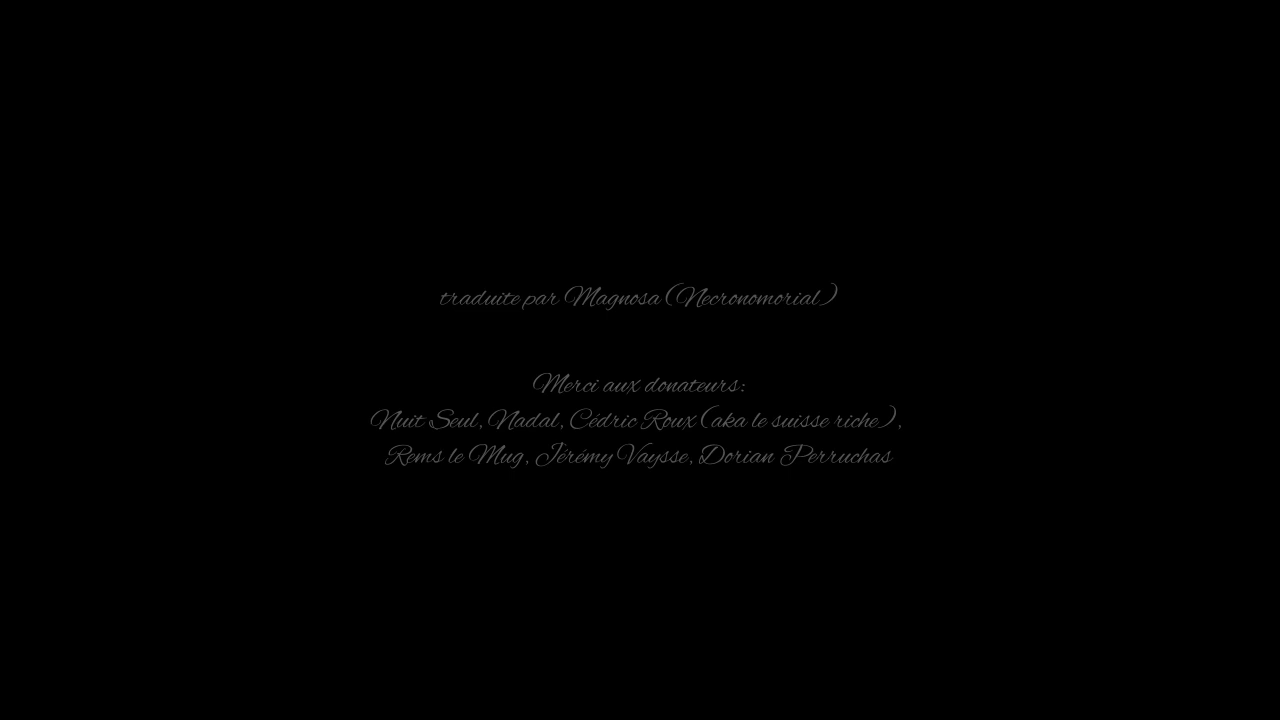 traduite par Magnosa (Necronomorial)
Merci aux donateurs:
Nuit Seul, Nadal, Cédric Roux (aka le suisse riche),
Rems le Mug, Jérémy Vaysse, Dorian Perruchas